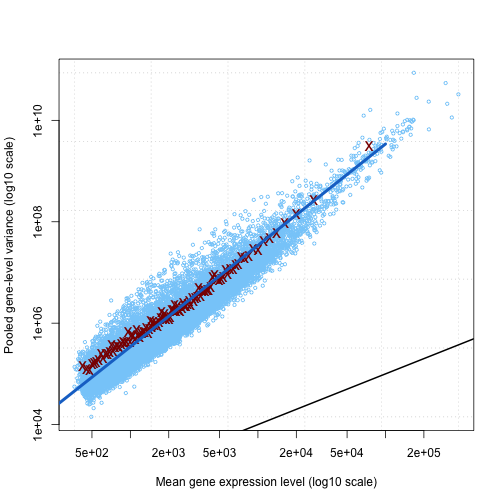 Pooled gene-level variance (log10 scale)
1e+10
1e+08
1e+06
1e+04
5e+02 2e+03 5e+03 2e+04 5e+04 2e+05
Mean gene expression level (log10 scale)